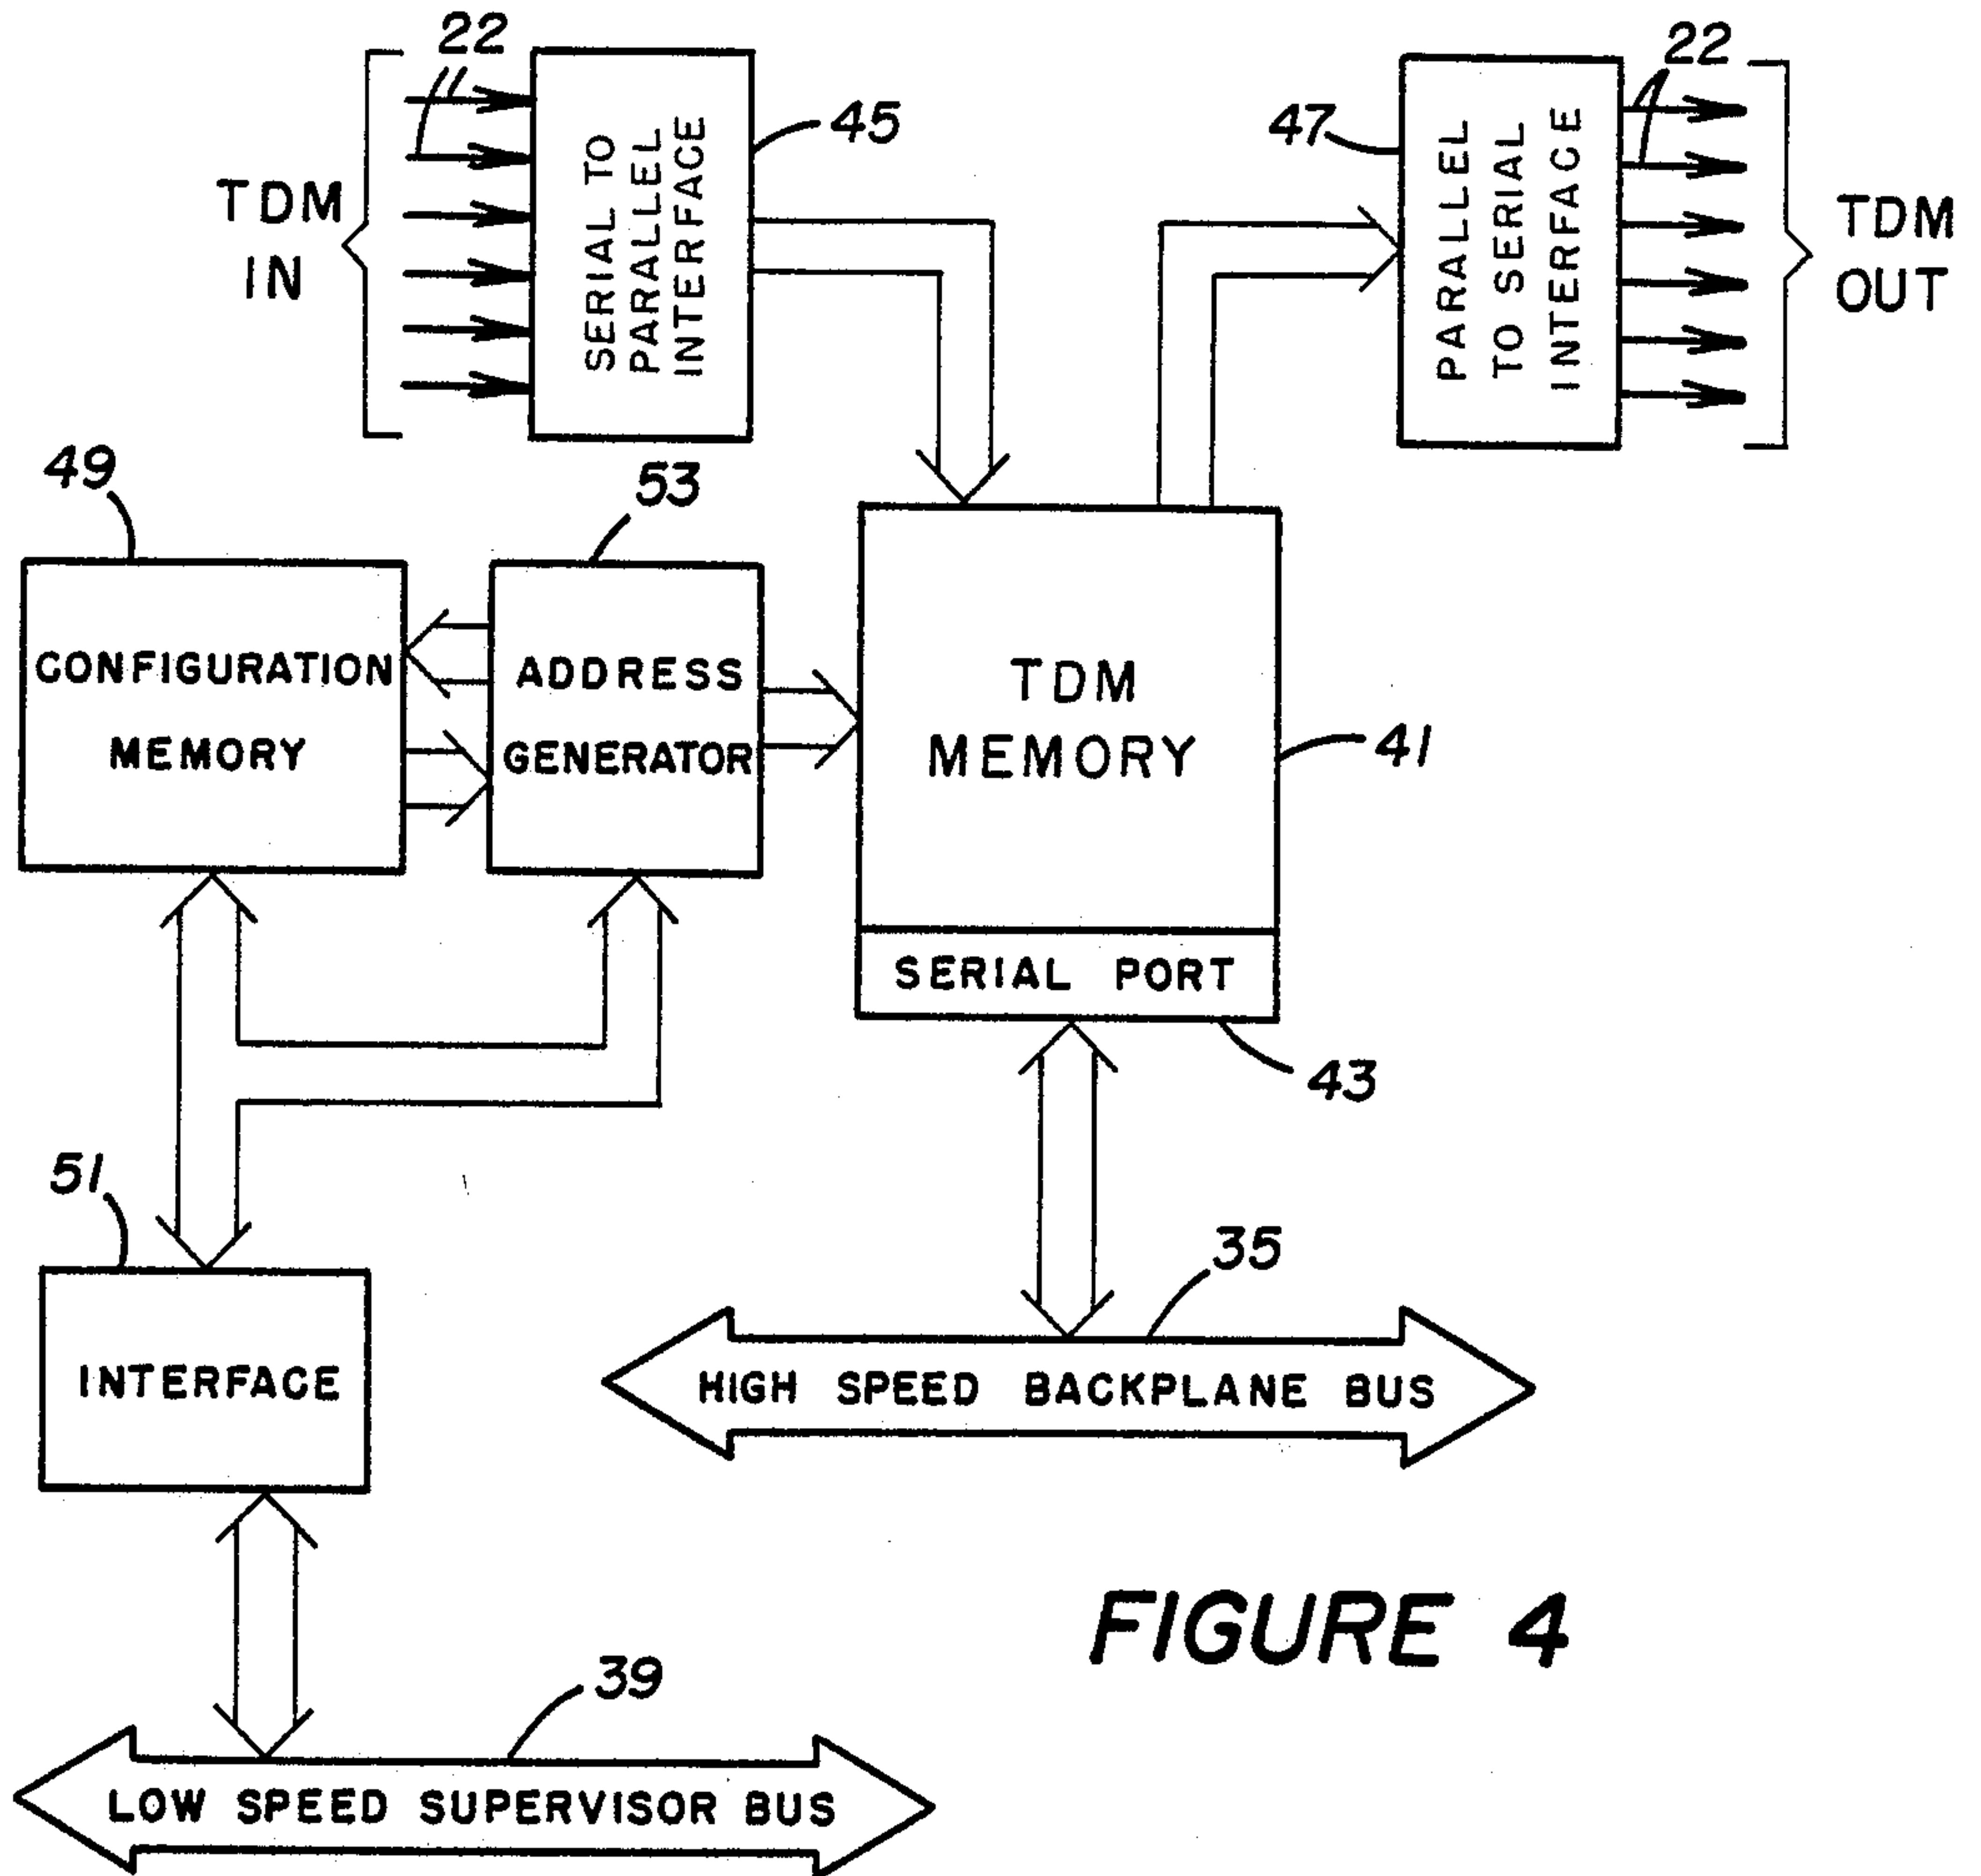 22
22
45
47
SERIAL TO
PARALLEL
INTERFACE
PARALLEL
TO SERIAL
INTERFACE
TDM
IN
TDM
OUT
49
53
CONFIGURATION
MEMORY
ADDRESS
GENERATOR
TDM
MEMORY
41
SERIAL PORT
43
51
35
INTERFACE
HIGH SPEED BACKPLANE BUS
FIGURE 4
39
LOW SPEED SUPERVISOR BUS